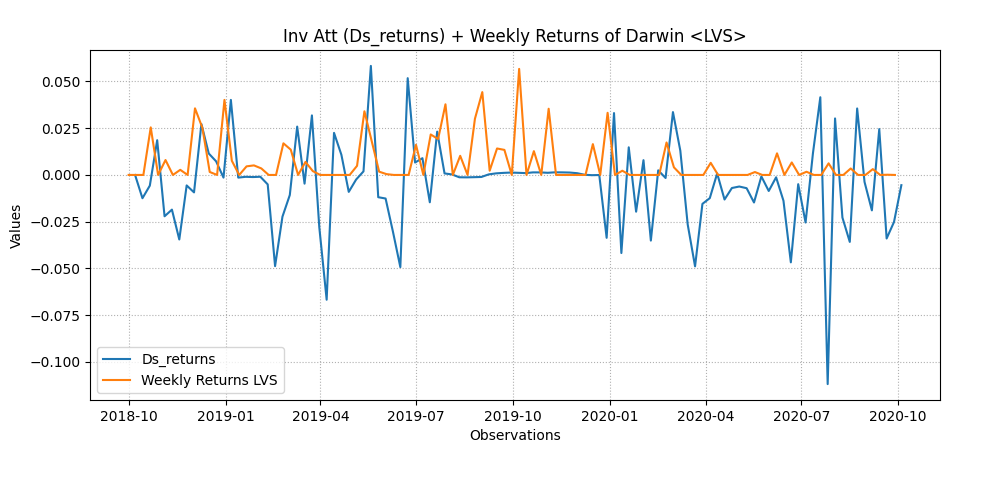 Inv Att (Ds_returns) + Weekly Returns of Darwin <LVS>
0.050
0.025
0.000
−0.025
−0.050
−0.075
−0.100
Values
Ds_returns
Weekly Returns LVS
2018-10 2019-01 2019-04 2019-07 2019-10 2020-01 2020-04 2020-07 2020-10
Observations